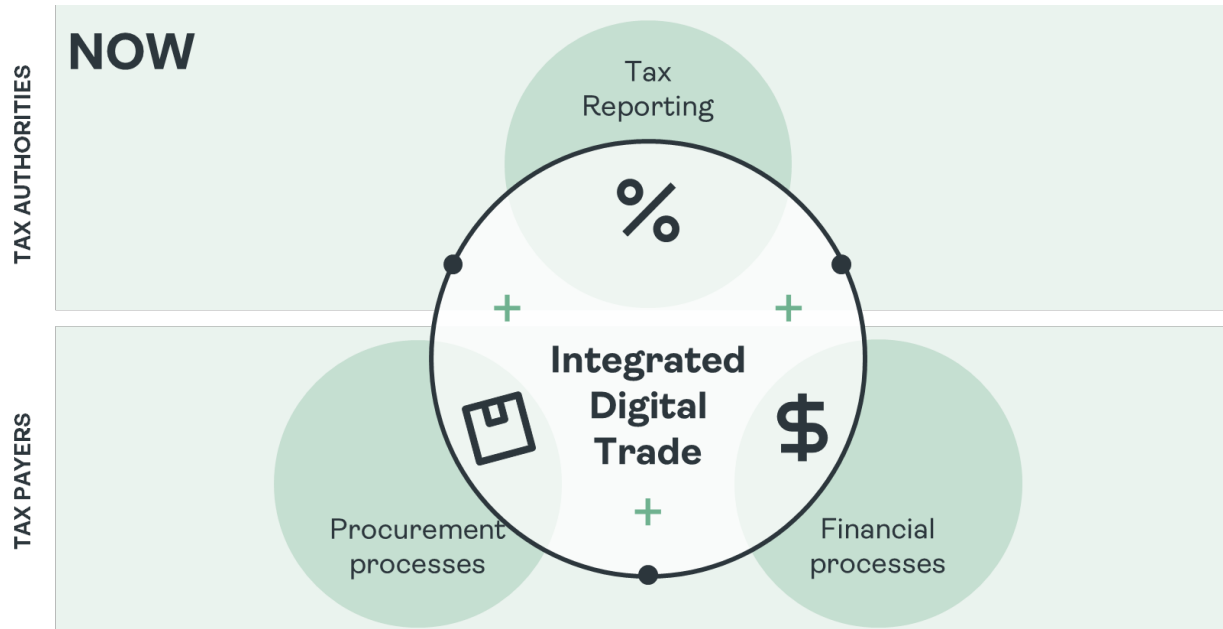 NOW
TAX AUTHORITIES
Tax
Reporting
%
Integrated
Digital
Trade
$
TAX PAYERS
Procurement
processes
Financial
processes